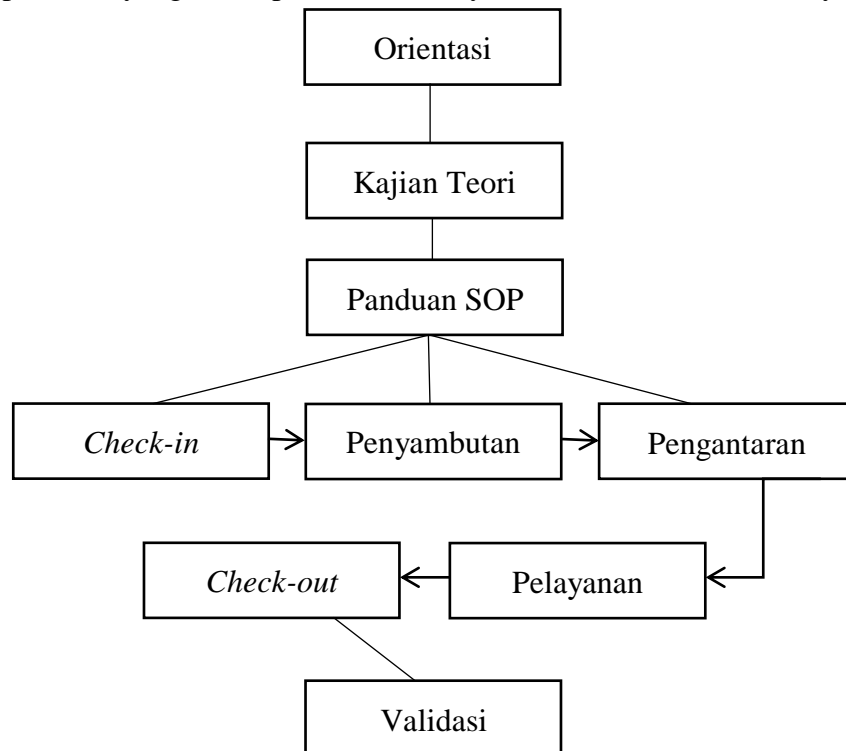 Orientasi
Kajian Teori
Panduan SOP
Check-in
Penyambutan
Pengantaran
Check-out
Pelayanan
Validasi